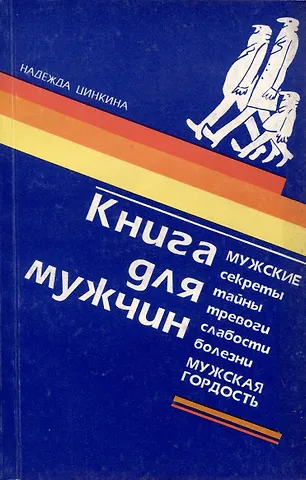 НАДЕЖДА ЦИНКИНА
Книга
для
мужчин
МУЖСКИЕ
секреты
тайны
тревоги
слабости
болезни
МУЖСКАЯ
ГОРДОСТЬ